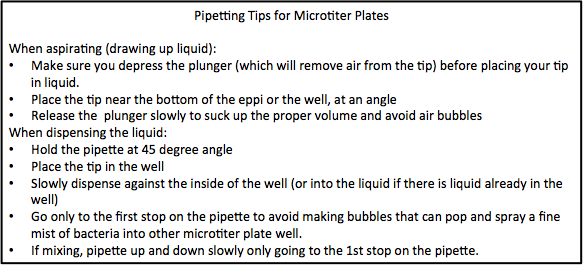 Pipetting Tips for Microtiter Plates
When aspirating (drawing up liquid):
• Make sure you depress the plunger (which will remove air from the tip) before placing your tip
in liquid.
• Place the tip near the bottom of the eppi or the well, at an angle
• Release the plunger slowly to suck up the proper volume and avoid air bubbles
When dispensing the liquid:
• Hold the pipette at 45 degree angle
• Place the tip in the well
• Slowly dispense against the inside of the well (or into the liquid if there is liquid already in the
well)
• Go only to the first stop on the pipette to avoid making bubbles that can pop and spray a fine
mist of bacteria into other microtiter plate well.
• If mixing, pipette up and down slowly only going to the 1st stop on the pipette.